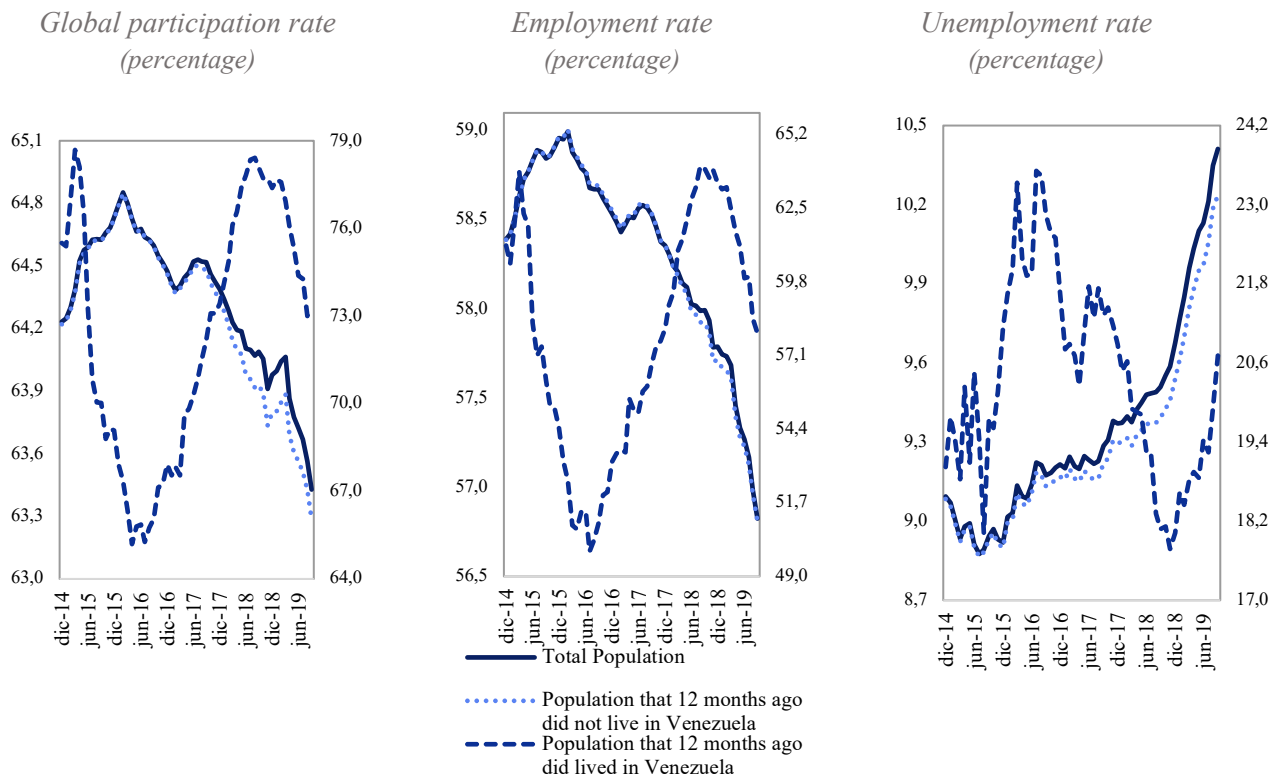 Global participation rate
(percentage)
65,1
64,8
64,5
64,2
63,9
63,6
63,3
63,0
79,0
76,0
73,0
70,0
67,0
64,0
dic-14
jun-15
dic-15
jun-16
dic-16
jun-17
dic-17
jun-18
dic-18
jun-19
Employment rate
(percentage)
59,0
58,5
58,0
57,5
57,0
56,5
65,2
62,5
59,8
57,1
54,4
51,7
49,0
dic-14
jun-15
dic-15
jun-16
dic-16
jun-17
dic-17
jun-18
dic-18
jun-19
Unemployment rate
(percentage)
10,5
10,2
9,9
9,6
9,3
9,0
8,7
24,2
23,0
21,8
20,6
19,4
18,2
17,0
dic-14
jun-15
dic-15
jun-16
dic-16
jun-17
dic-17
jun-18
dic-18
jun-19
Total Population
Population that 12 months ago
did not live in Venezuela
Population that 12 months ago
did lived in Venezuela